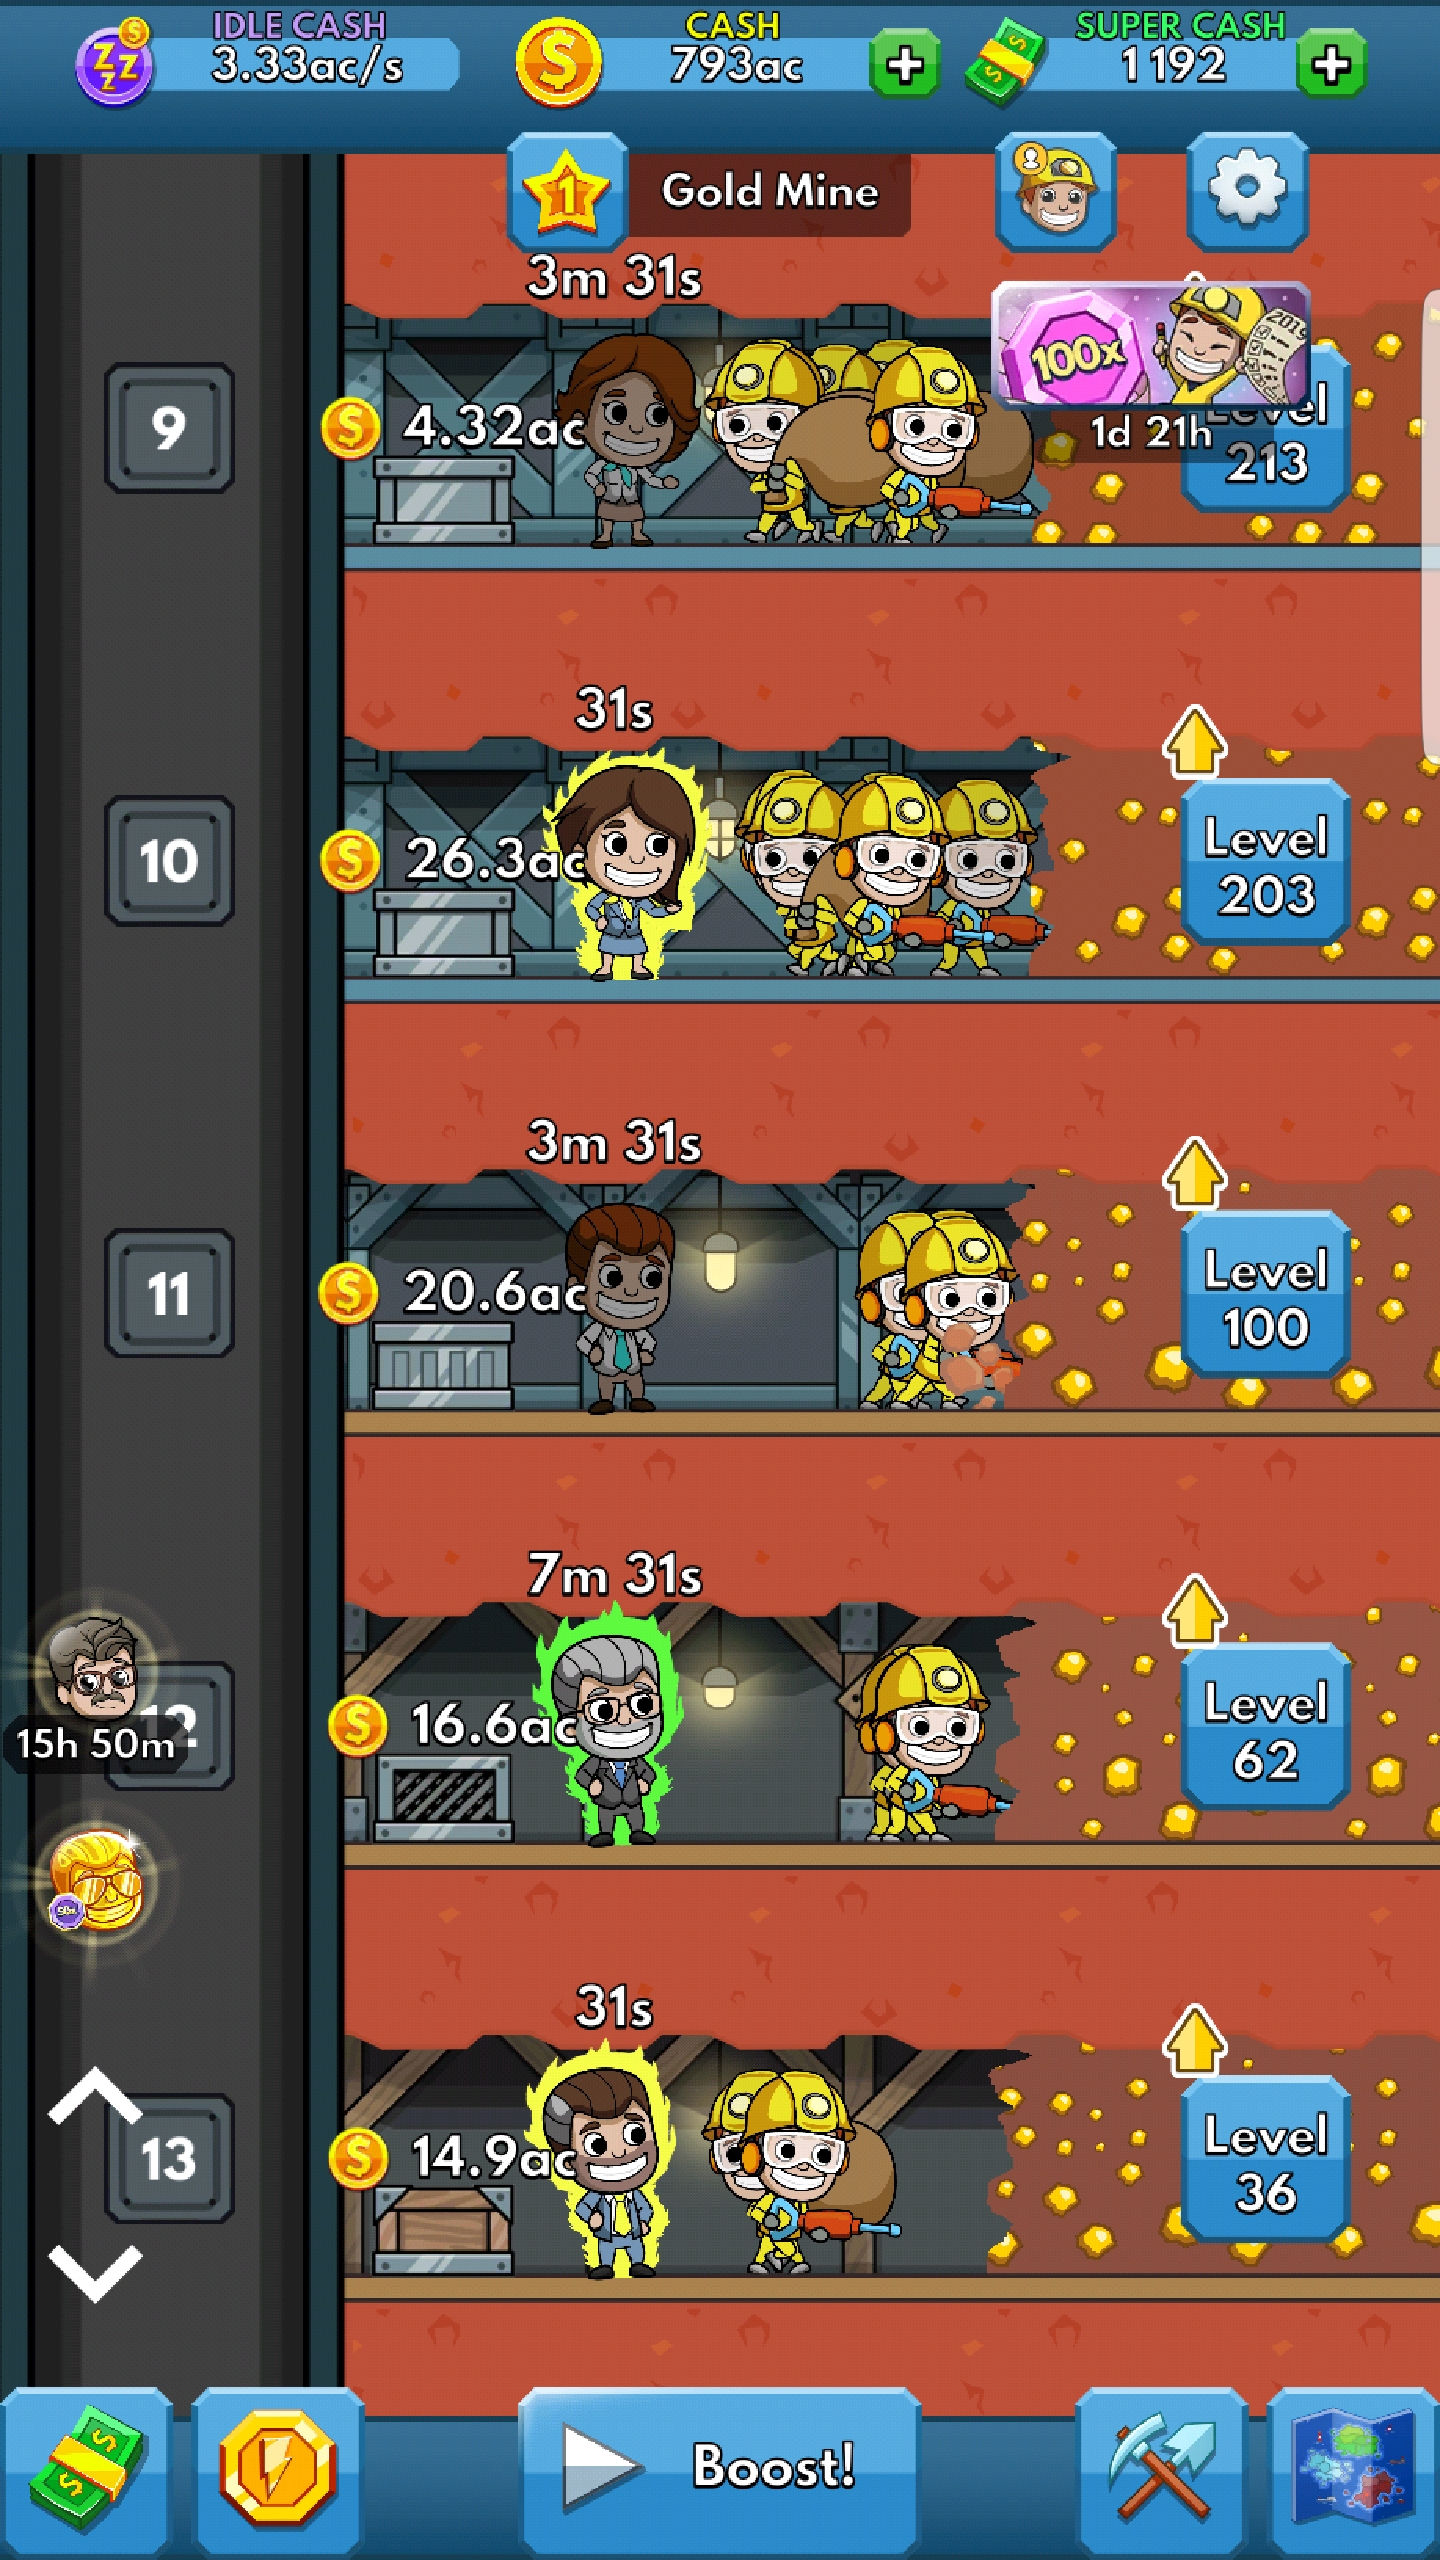 IDLE CASH
3.33ac/s
CASH
793ac
SUPER CASH
1 192
1
Gold Mine
3m 31s
100x
1d 21h
9
4.32ac
Level
213
31s
10
26.3ac
Level
203
3m 31s
11
20.6ac
Level
100
7m 31s
12
15h 50m
16.6ac
Level
62
31s
13
14.9ac
Level
36
Boost!